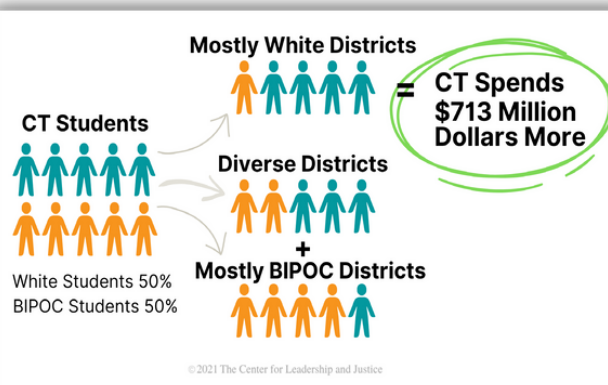 CT Students
White Students 50%
BIPOC Students 50%
Mostly White Districts
=
CT Spends
$713 Million
Dollars More
Diverse Districts
+
Mostly BIPOC Districts
©2021 The Center for Leadership and Justice